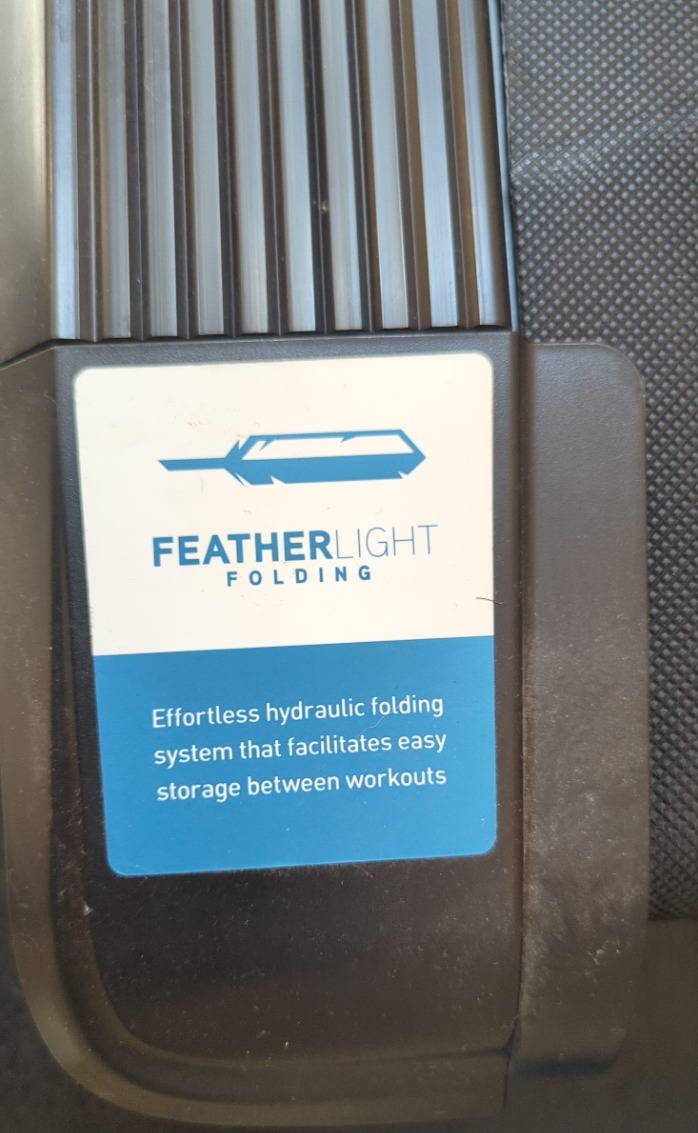 FEATHERLIGHT
FOLDING
Effortless hydraulic folding
system that facilitates easy
storage between workouts